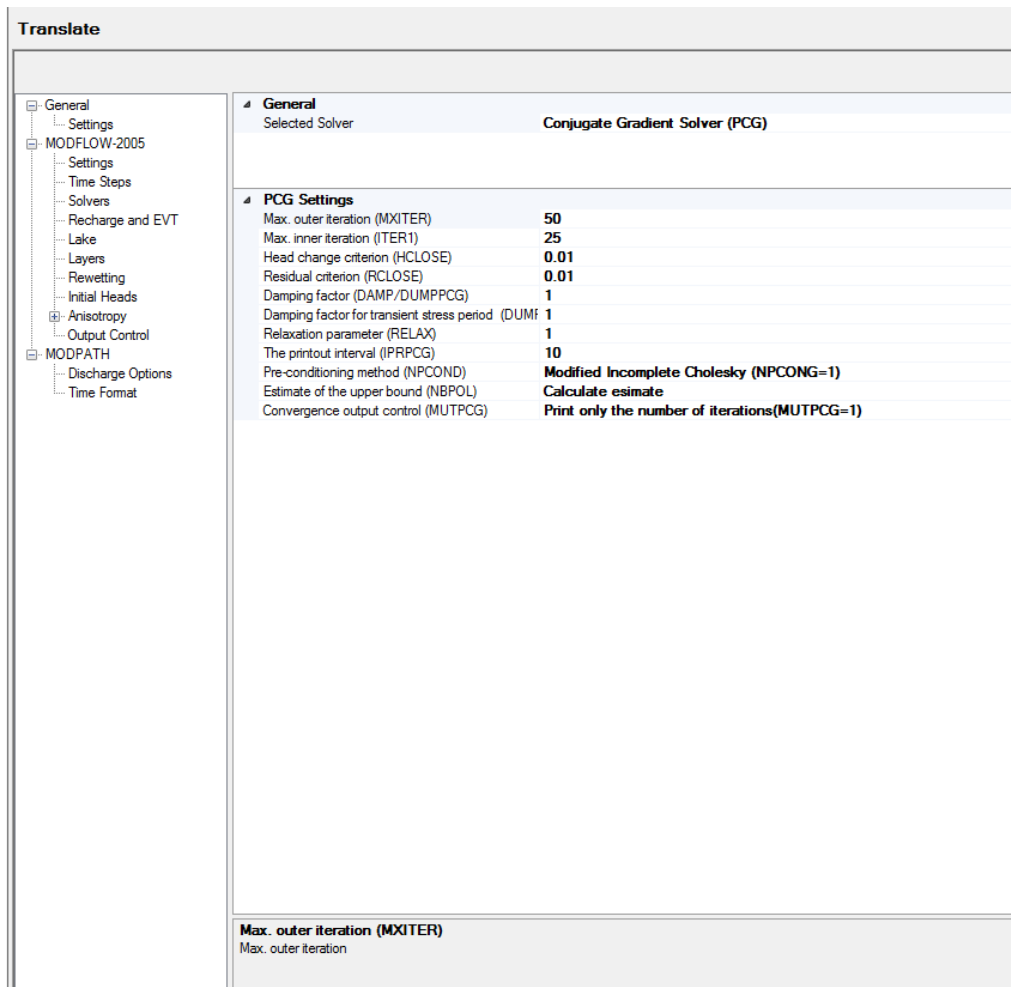 Translate
General
Settings
MODFLOW-2005
Settings
Time Steps
Solvers
Recharge and EVT
Lake
Layers
Rewetting
Initial Heads
Anisotropy
Output Control
MODPATH
Discharge Options
Time Format
General
Selected Solver Conjugate Gradient Solver (PCG)
PCG Settings
Max. outer iteration (MXITER) 50
Max. inner iteration (ITER1) 25
Head change criterion (HCLOSE) 0.01
Residual criterion (RCLOSE) 0.01
Damping factor (DAMP/DUMPPCG) 1
Damping factor for transient stress period (DUMF 1
Relaxation parameter (RELAX) 1
The printout interval (IPRPCG) 10
Pre-conditioning method (NPCOND) Modified Incomplete Cholesky (NPCONG=1)
Estimate of the upper bound (NBPOL) Calculate esimate
Convergence output control (MUTPCG) Print only the number of iterations(MUTPCG=1)
Max. outer iteration (MXITER)
Max. outer iteration